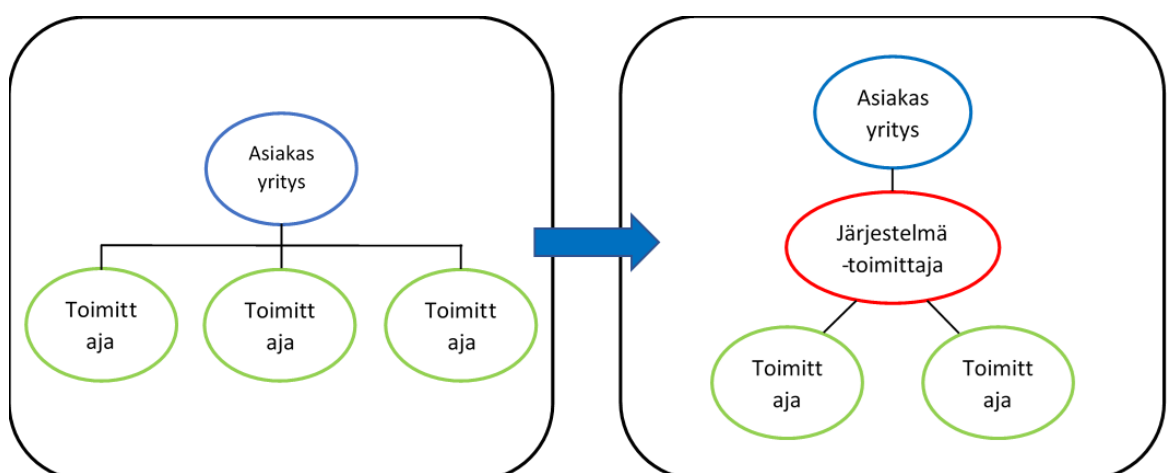 Asiakas
yritys
Toimitt
aja
Toimitt
aja
Toimitt
aja
Asiakas
yritys
Järjestelmä
-toimittaja
Toimitt
aja
Toimitt
aja